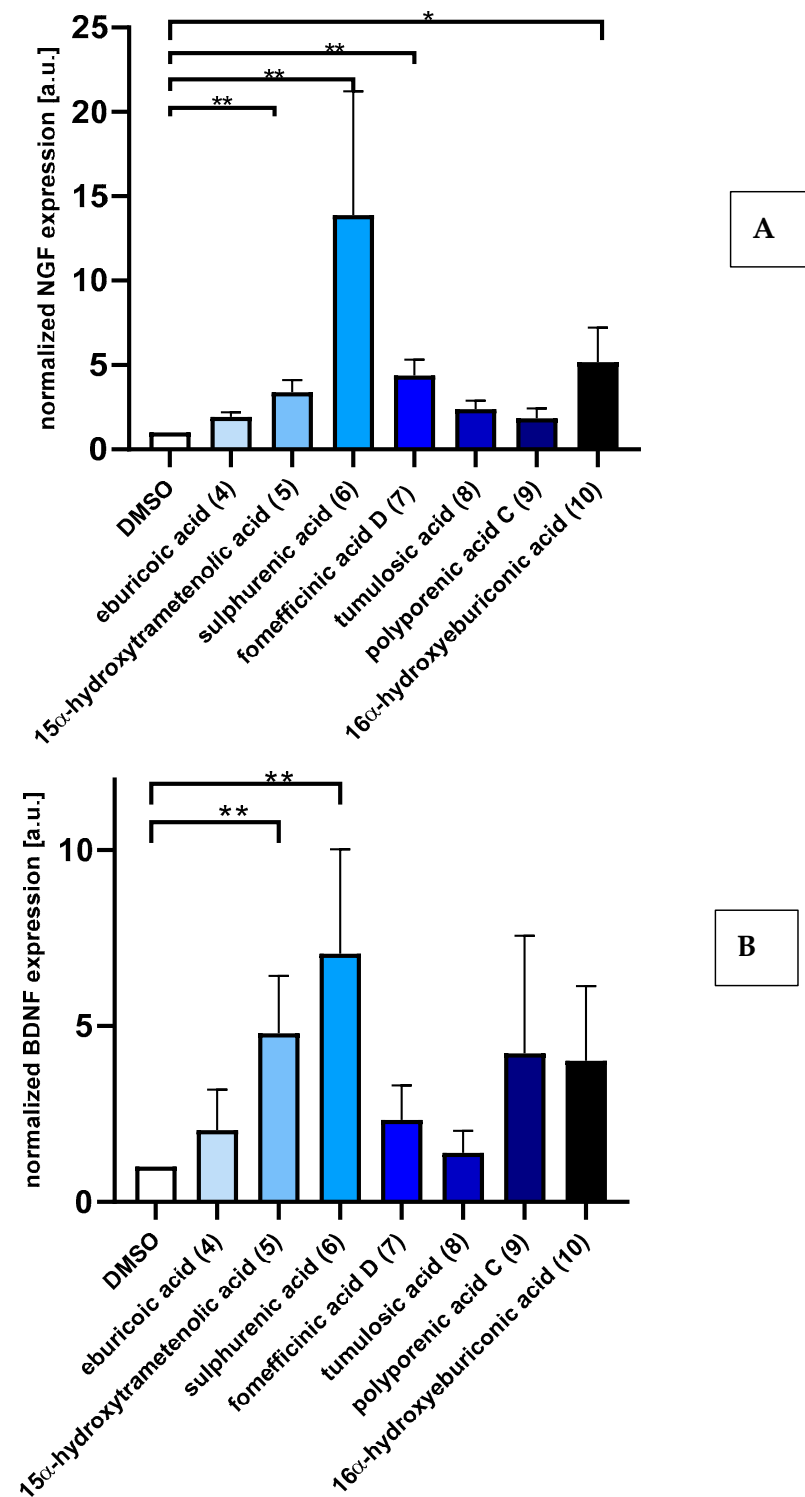 *
**
**
**
normalized NGF expression [a.u.]
25
20
15
10
5
0
DMSO
eburicoic acid (4)
15α-hydroxytrametenolic acid (5)
sulphurenic acid (6)
fomefficinic acid D (7)
tumulosic acid (8)
polyporenic acid C (9)
16α-hydroxyeburiconic acid (10)
A
**
**
normalized BDNF expression [a.u.]
10
5
0
DMSO
eburicoic acid (4)
15α-hydroxytrametenolic acid (5)
sulphurenic acid (6)
fomefficinic acid D (7)
tumulosic acid (8)
polyporenic acid C (9)
16α-hydroxyeburiconic acid (10)
B